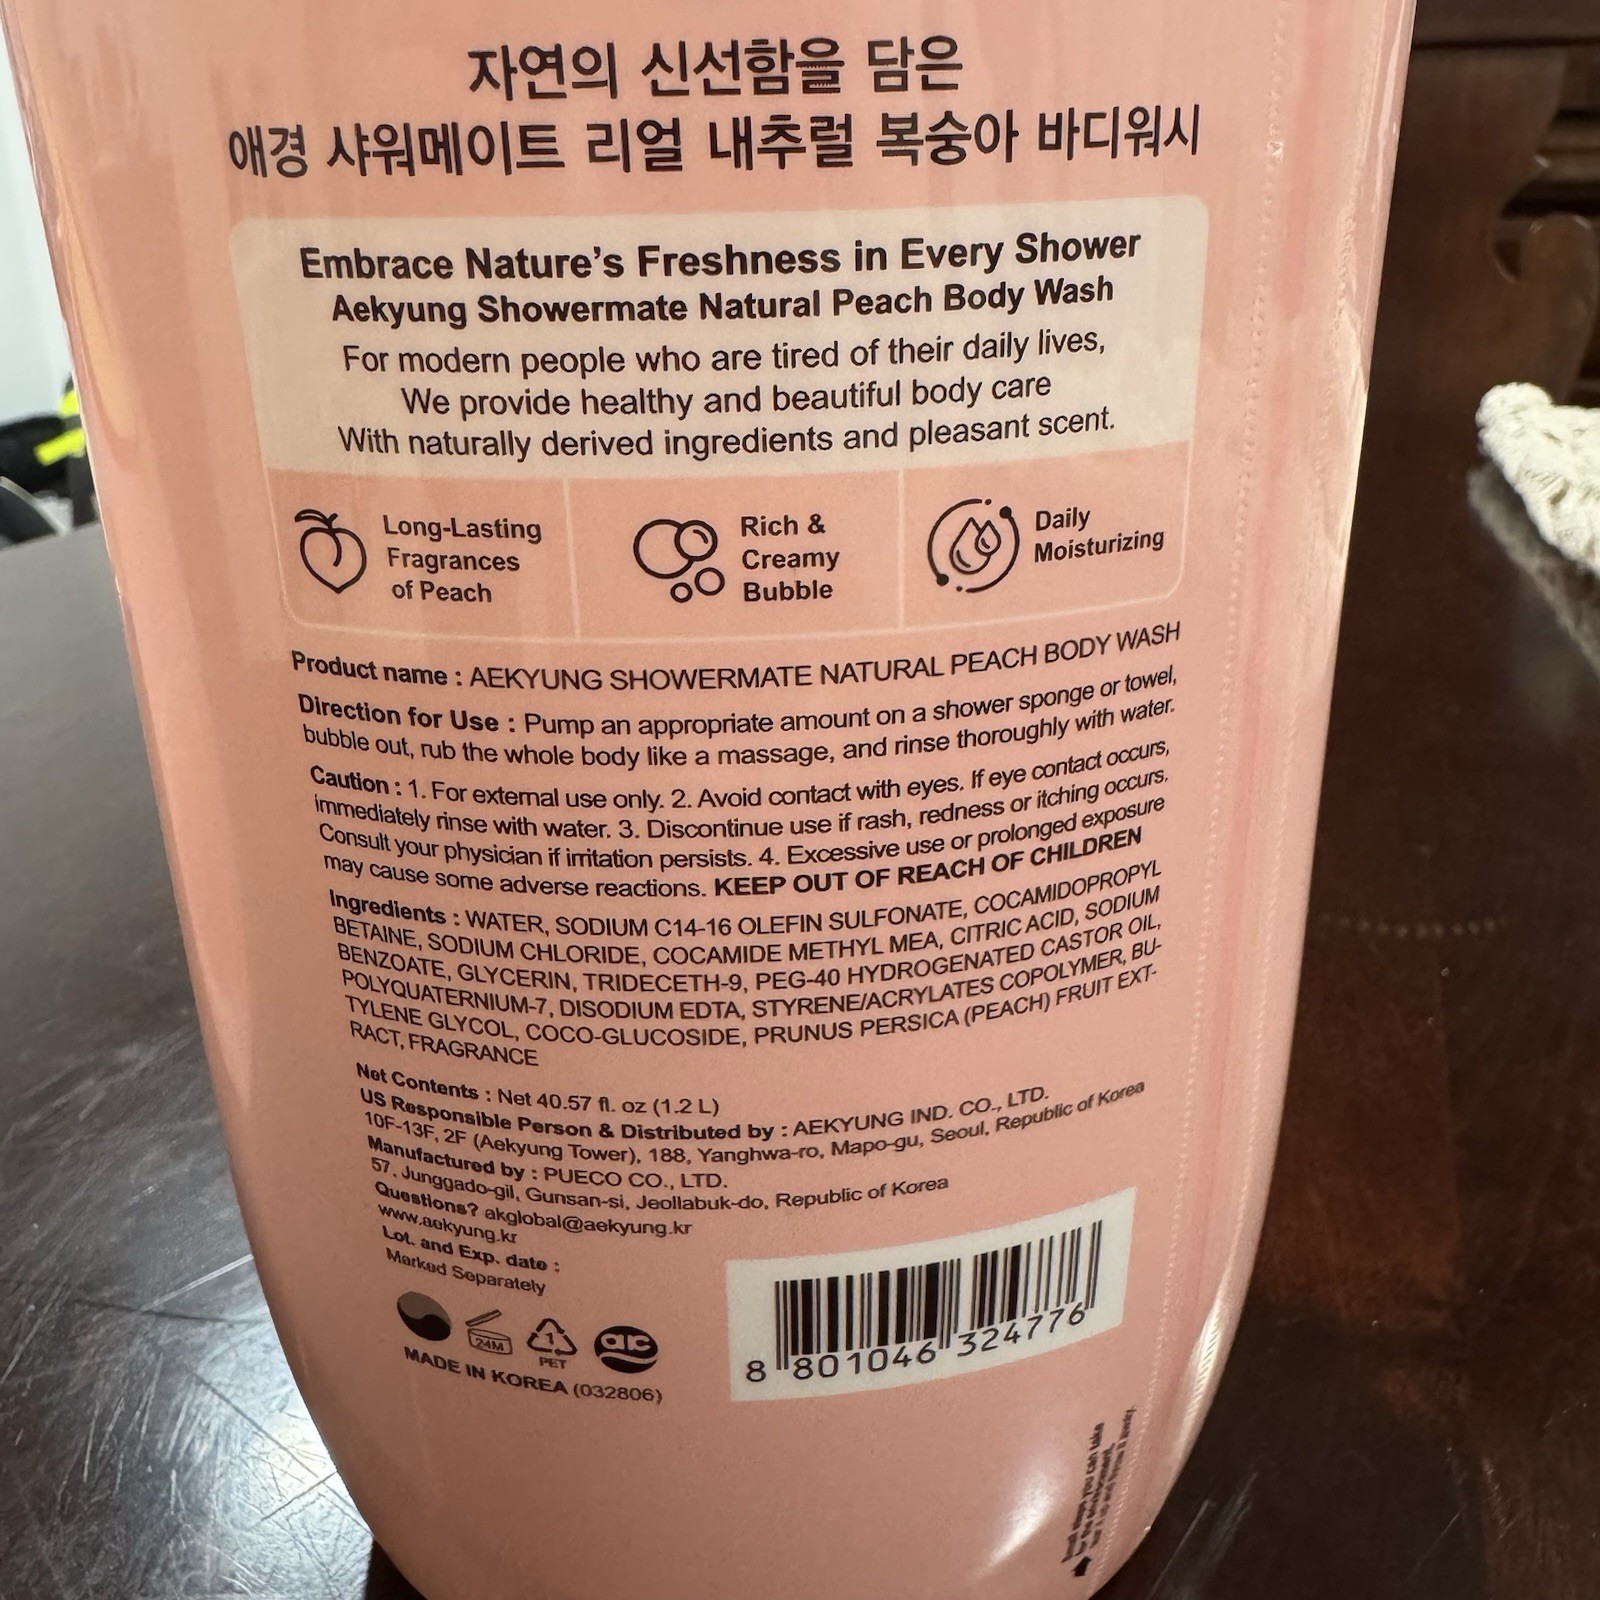 자연의 신선함을 담은
애경 샤워메이트 리얼 내추럴 복숭아 바디워시
Embrace Nature's Freshness in Every Shower
Aekyung Showermate Natural Peach Body Wash
For modern people who are tired of their daily lives,
We provide healthy and beautiful body care
With naturally derived ingredients and pleasant scent.
Long-Lasting
Fragrances
of Peach
Rich &
Creamy
Bubble
Daily
Moisturizing
Product name : AEKYUNG SHOWERMATE NATURAL PEACH BODY WASH
Direction for Use : Pump an appropriate amount on a shower sponge or towel,
bubble out, rub the whole body like a massage, and rinse thoroughly with water.
Caution : 1. For external use only. 2. Avoid contact with eyes. If eye contact occurs,
immediately rinse with water. 3. Discontinue use if rash, redness or itching occurs.
Consult your physician if irritation persists. 4. Excessive use or prolonged exposure
may cause some adverse reactions. KEEP OUT OF REACH OF CHILDREN
Ingredients : WATER, SODIUM C14-16 OLEFIN SULFONATE, COCAMIDOPROPYL
BETAINE, SODIUM CHLORIDE, COCAMIDE METHYL MEA, CITRIC ACID, SODIUM
BENZOATE, GLYCERIN, TRIDECETH-9, PEG-40 HYDROGENATED CASTOR OIL,
POLYQUATERNIUM-7, DISODIUM EDTA, STYRENE/ACRYLATES COPOLYMER, BU-
TYLENE GLYCOL, COCO-GLUCOSIDE, PRUNUS PERSICA (PEACH) FRUIT EXT-
RACT, FRAGRANCE
Net Contents : Net 40.57 fl. oz (1.2 L)
US Responsible Person & Distributed by : AEKYUNG IND. CO., LTD.
10F-13F, 2F (Aekyung Tower), 188, Yanghwa-ro, Mapo-gu, Seoul, Republic of Korea
Manufactured by : PUECO CO., LTD.
57, Junggado-gil, Gunsan-si, Jeollabuk-do, Republic of Korea
Questions? akglobal@aekyung.kr
www.aekyung.kr
Lot. and Exp. date :
Marked Separately
24M
1
PET
aic
MADE IN KOREA (032806)
8 801046 324776
you can take
for the environment.